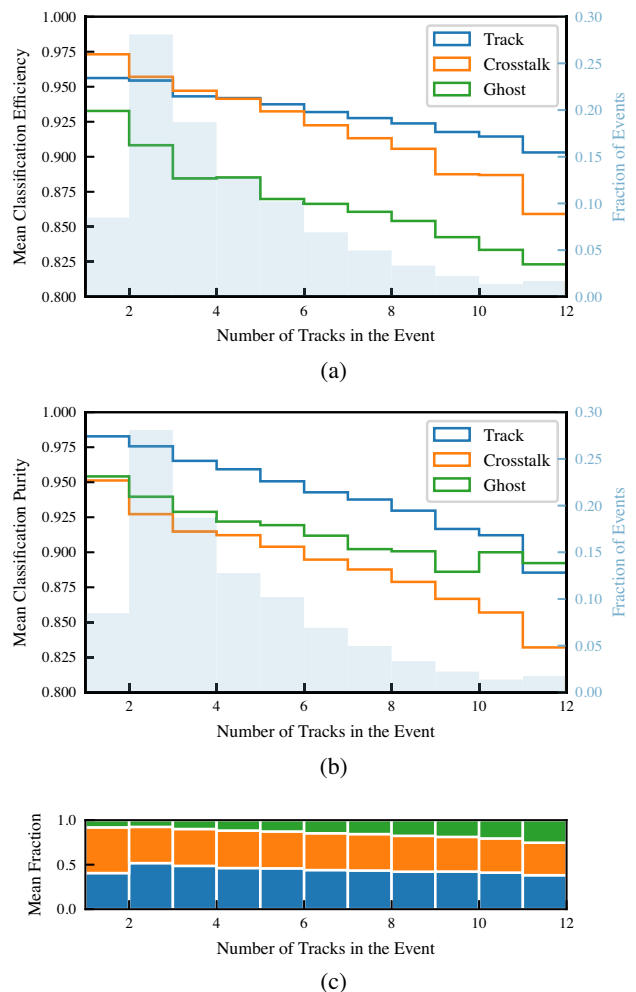 1.000
0.975
0.950
0.925
0.900
0.875
0.850
0.825
0.800
Mean Classification Efficiency
Track
Crosstalk
Ghost
0.30
0.25
0.20
0.15
0.10
0.05
0.00
Fraction of Events
2 4 6 8 10 12
Number of Tracks in the Event
(a)
1.000
0.975
0.950
0.925
0.900
0.875
0.850
0.825
0.800
Mean Classification Purity
Track
Crosstalk
Ghost
0.30
0.25
0.20
0.15
0.10
0.05
0.00
Fraction of Events
2 4 6 8 10 12
Number of Tracks in the Event
(b)
1.0
0.5
0.0
Mean Fraction
2 4 6 8 10 12
Number of Tracks in the Event
(c)